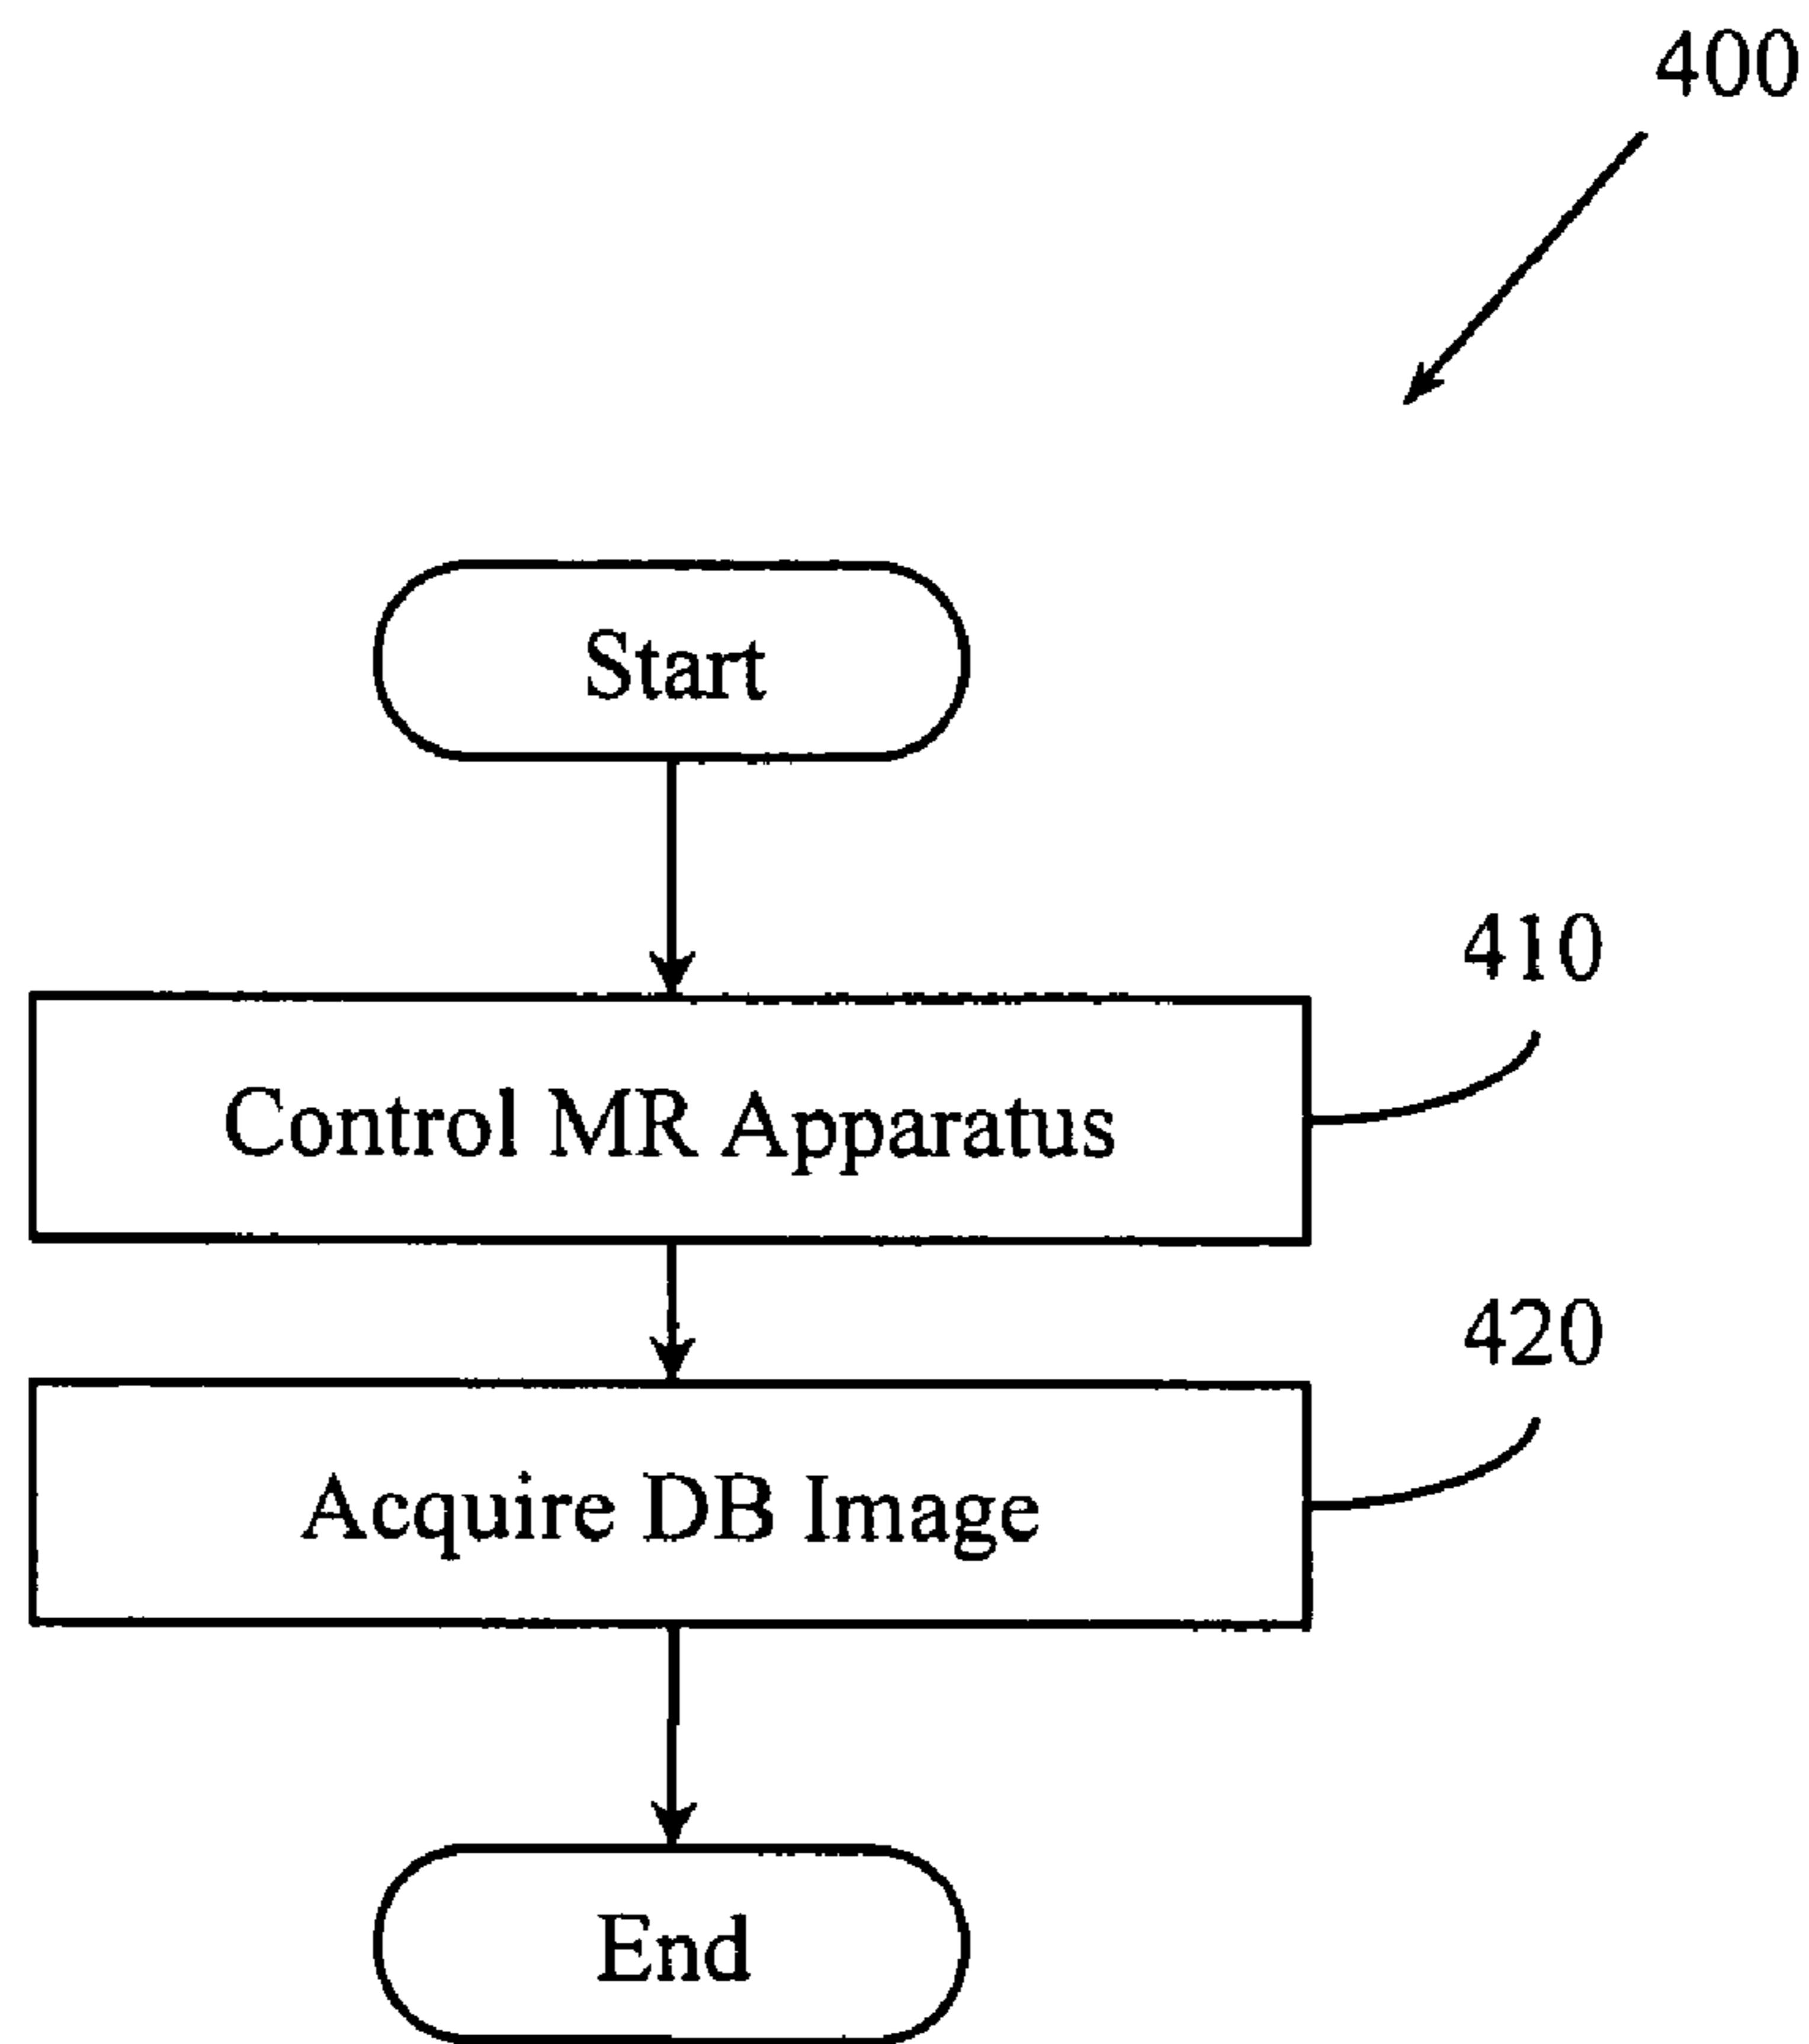 400
Start
410
Control MR Apparatus
420
Acquire DB Image
End